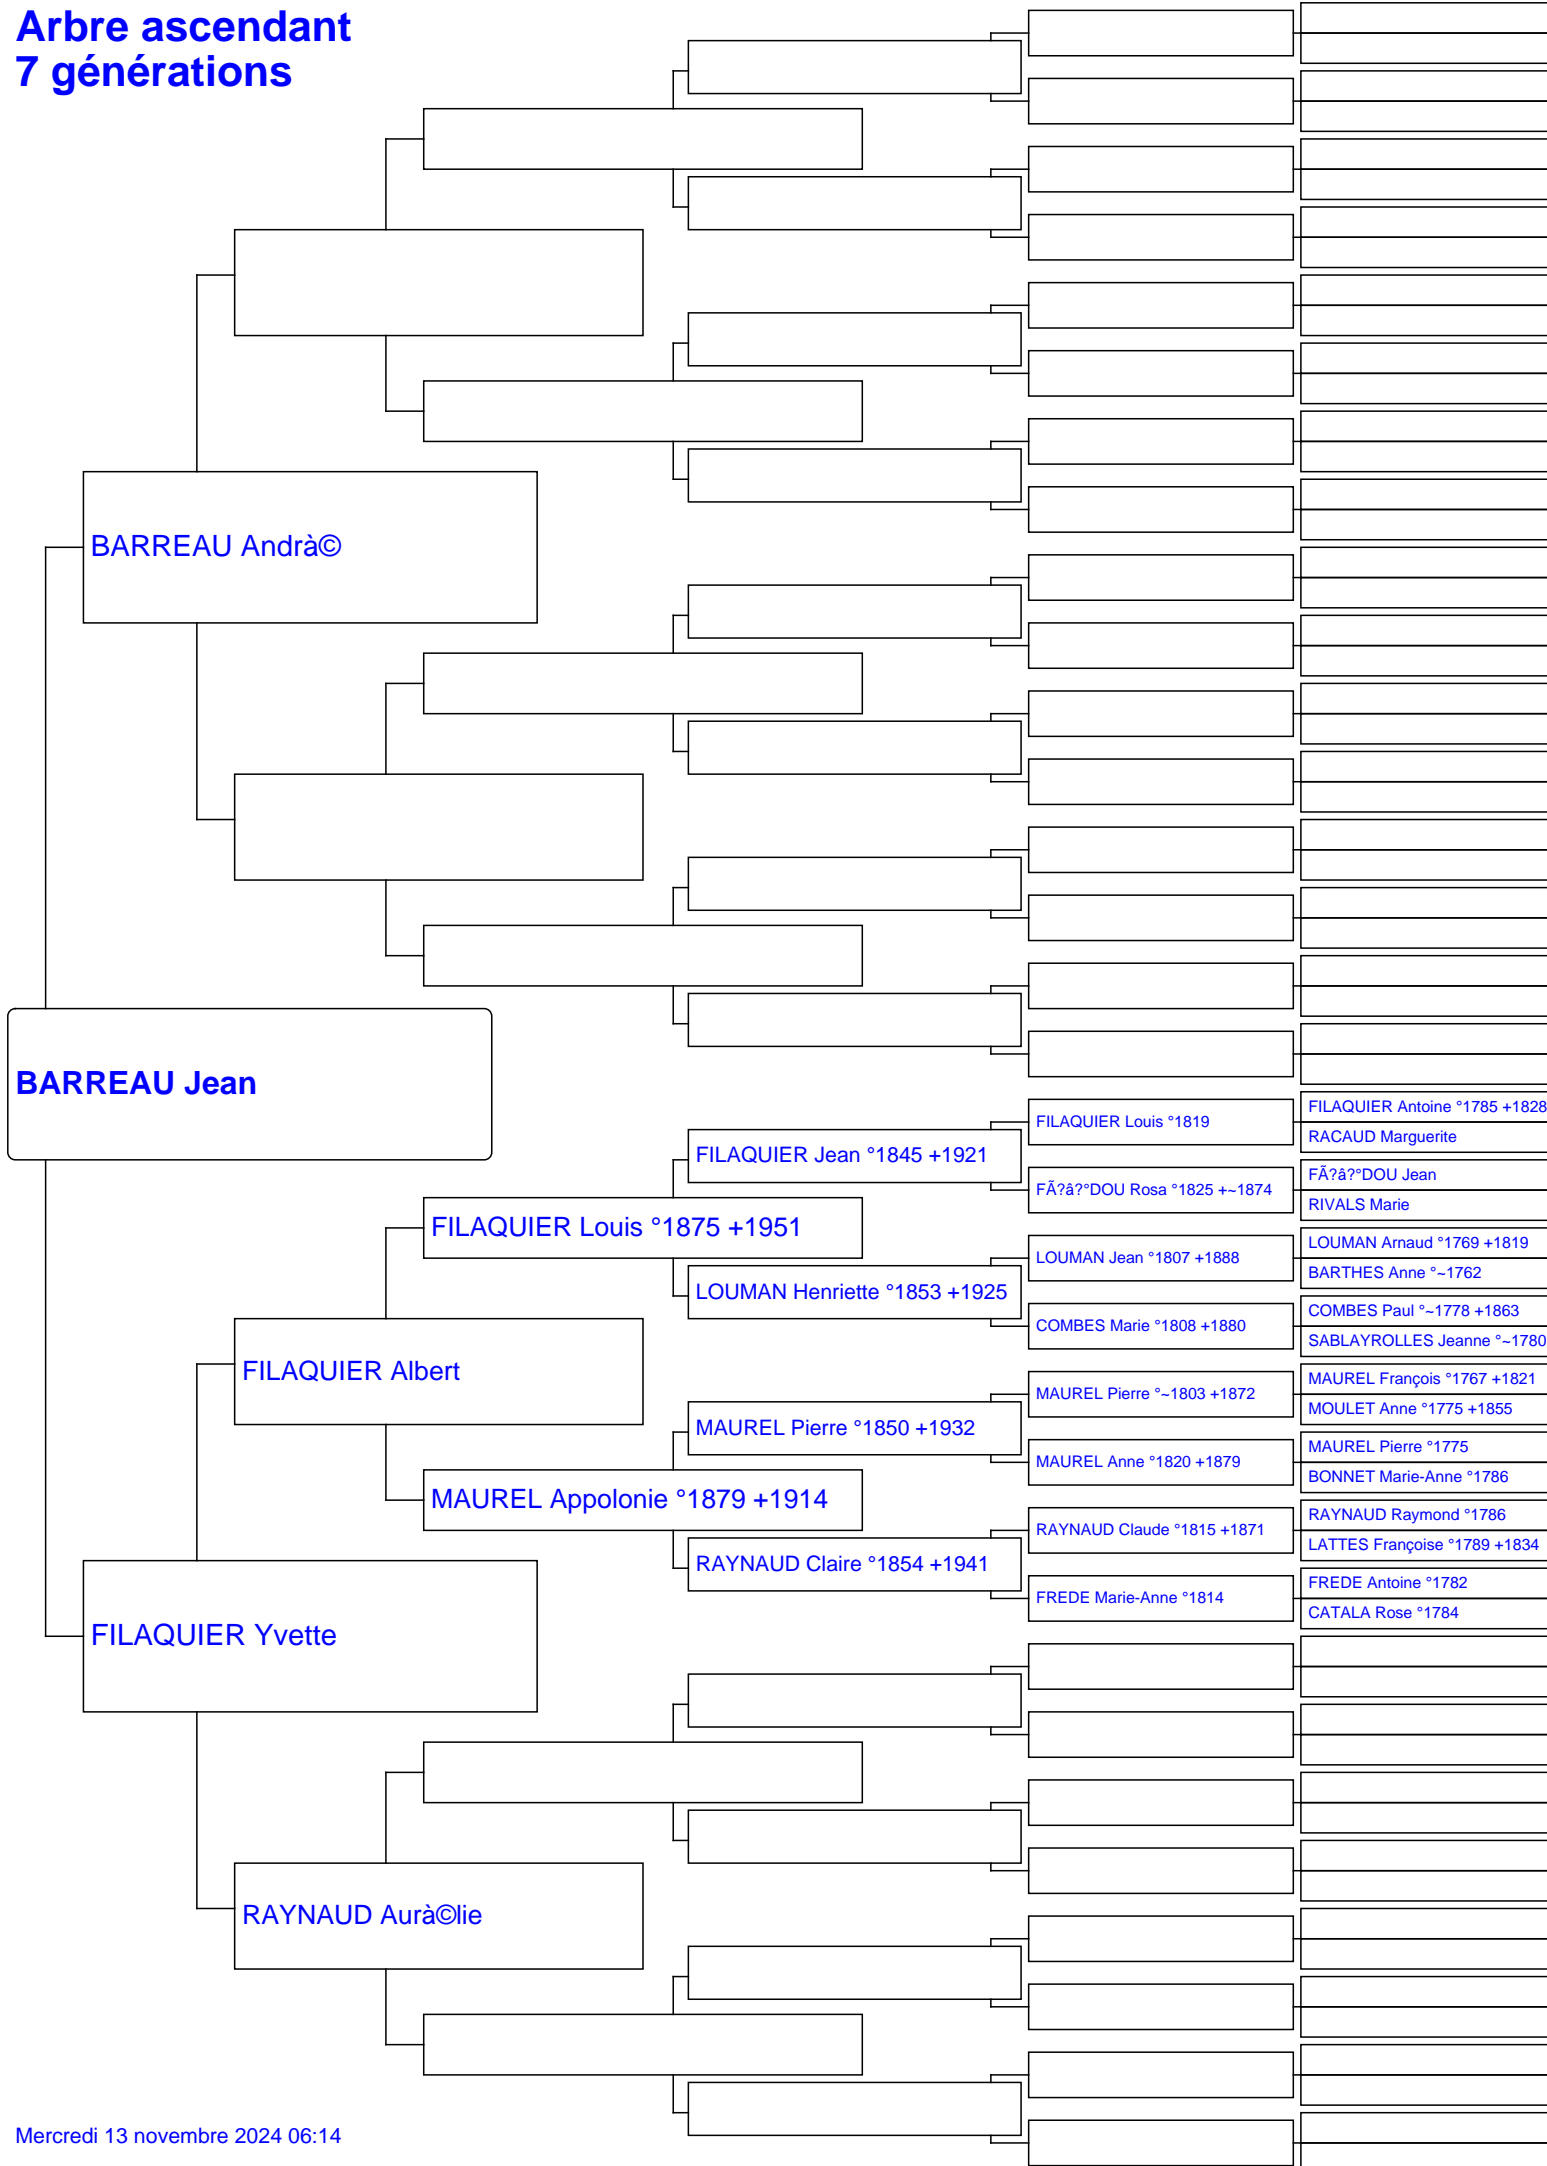 Arbre ascendant
7 générations
BARREAU Andrà©
BARREAU Jean
FILAQUIER Antoine °1785 +1828
FILAQUIER Louis °1819
RACAUD Marguerite
FILAQUIER Jean °1845 +1921
FÃ?â?°DOU Jean
FÃ?â?°DOU Rosa °1825 +~1874
RIVALS Marie
FILAQUIER Louis °1875 +1951
LOUMAN Arnaud °1769 +1819
LOUMAN Jean °1807 +1888
BARTHES Anne °~1762
LOUMAN Henriette °1853 +1925
COMBES Paul °~1778 +1863
COMBES Marie °1808 +1880
SABLAYROLLES Jeanne °~1780
FILAQUIER Albert
MAUREL François °1767 +1821
MAUREL Pierre °~1803 +1872
MOULET Anne °1775 +1855
MAUREL Pierre °1850 +1932
MAUREL Pierre °1775
MAUREL Anne °1820 +1879
BONNET Marie-Anne °1786
MAUREL Appolonie °1879 +1914
RAYNAUD Raymond °1786
RAYNAUD Claude °1815 +1871
LATTES Françoise °1789 +1834
RAYNAUD Claire °1854 +1941
FREDE Antoine °1782
FREDE Marie-Anne °1814
CATALA Rose °1784
FILAQUIER Yvette
RAYNAUD Aurà©lie
Mercredi 13 novembre 2024 06:14